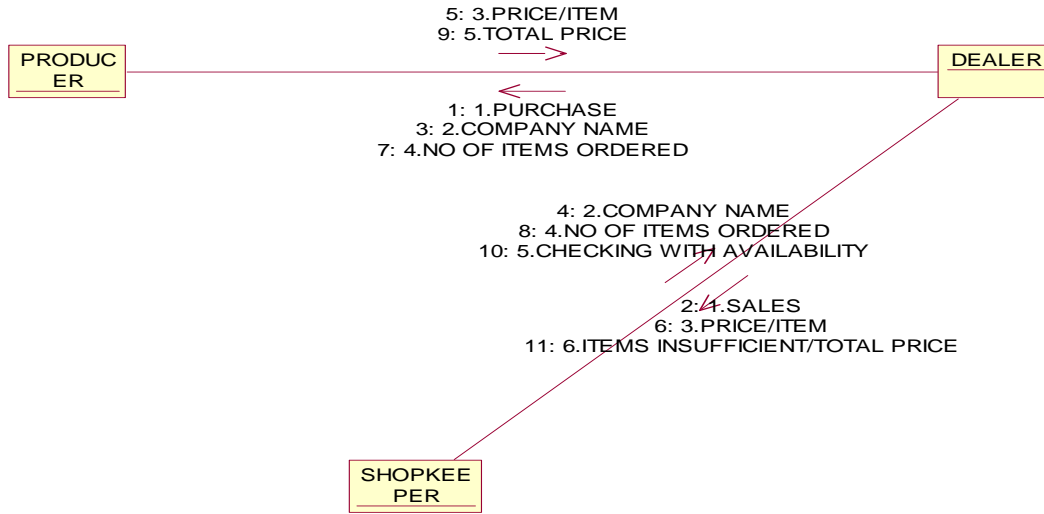 5: 3.PRICE/ITEM
9: 5.TOTAL PRICE
PRODUC
ER
DEALER
1: 1.PURCHASE
3: 2.COMPANY NAME
7: 4.NO OF ITEMS ORDERED
4: 2.COMPANY NAME
8: 4.NO OF ITEMS ORDERED
10: 5.CHECKING WITH AVAILABILITY
2: 1.SALES
6: 3.PRICE/ITEM
11: 6.ITEMS INSUFFICIENT/TOTAL PRICE
SHOPKEE
PER